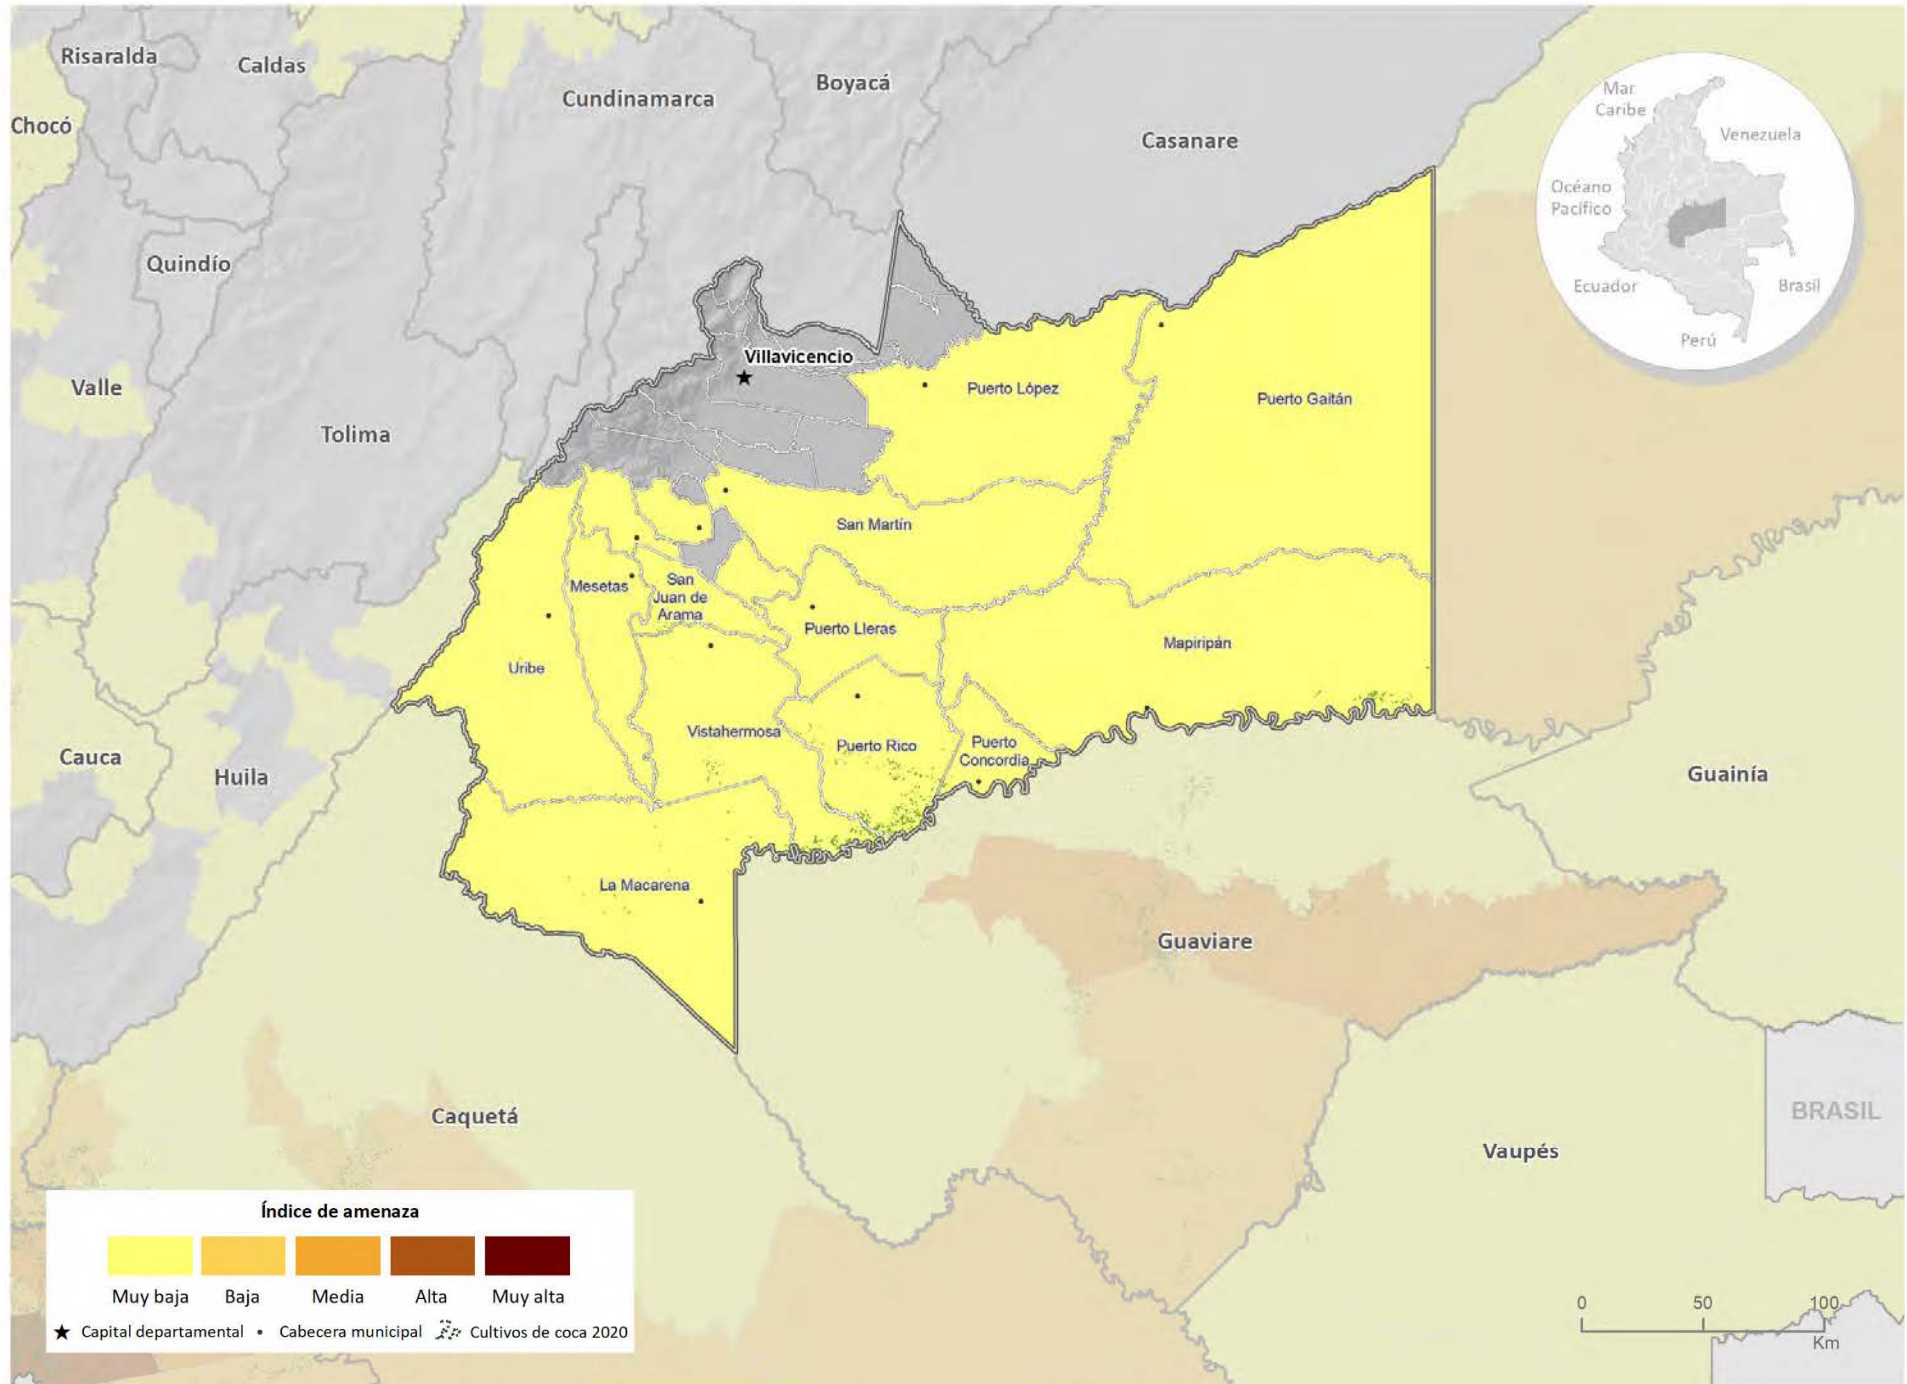 Risaralda
Caldas
Cundinamarca
Boyacá
Chocó
Casanare
Mar
Caribe
Venezuela
Océano
Pacífico
Ecuador
Brasil
Perú
Quindío
Valle
Tolima
Villavicencio
Puerto López
Puerto Gaitán
San Martín
Mesetas
San
Juan de
Arama
Puerto Lleras
Mapiripán
Uribe
Vistahermosa
Puerto Rico
Puerto
Concordia
Cauca
Huila
Guainía
La Macarena
Guaviare
Caquetá
Vaupés
BRASIL
Índice de amenaza
Muy baja
Baja
Media
Alta
Muy alta
Capital departamental
Cabecera municipal
Cultivos de coca 2020
0 50 100
Km